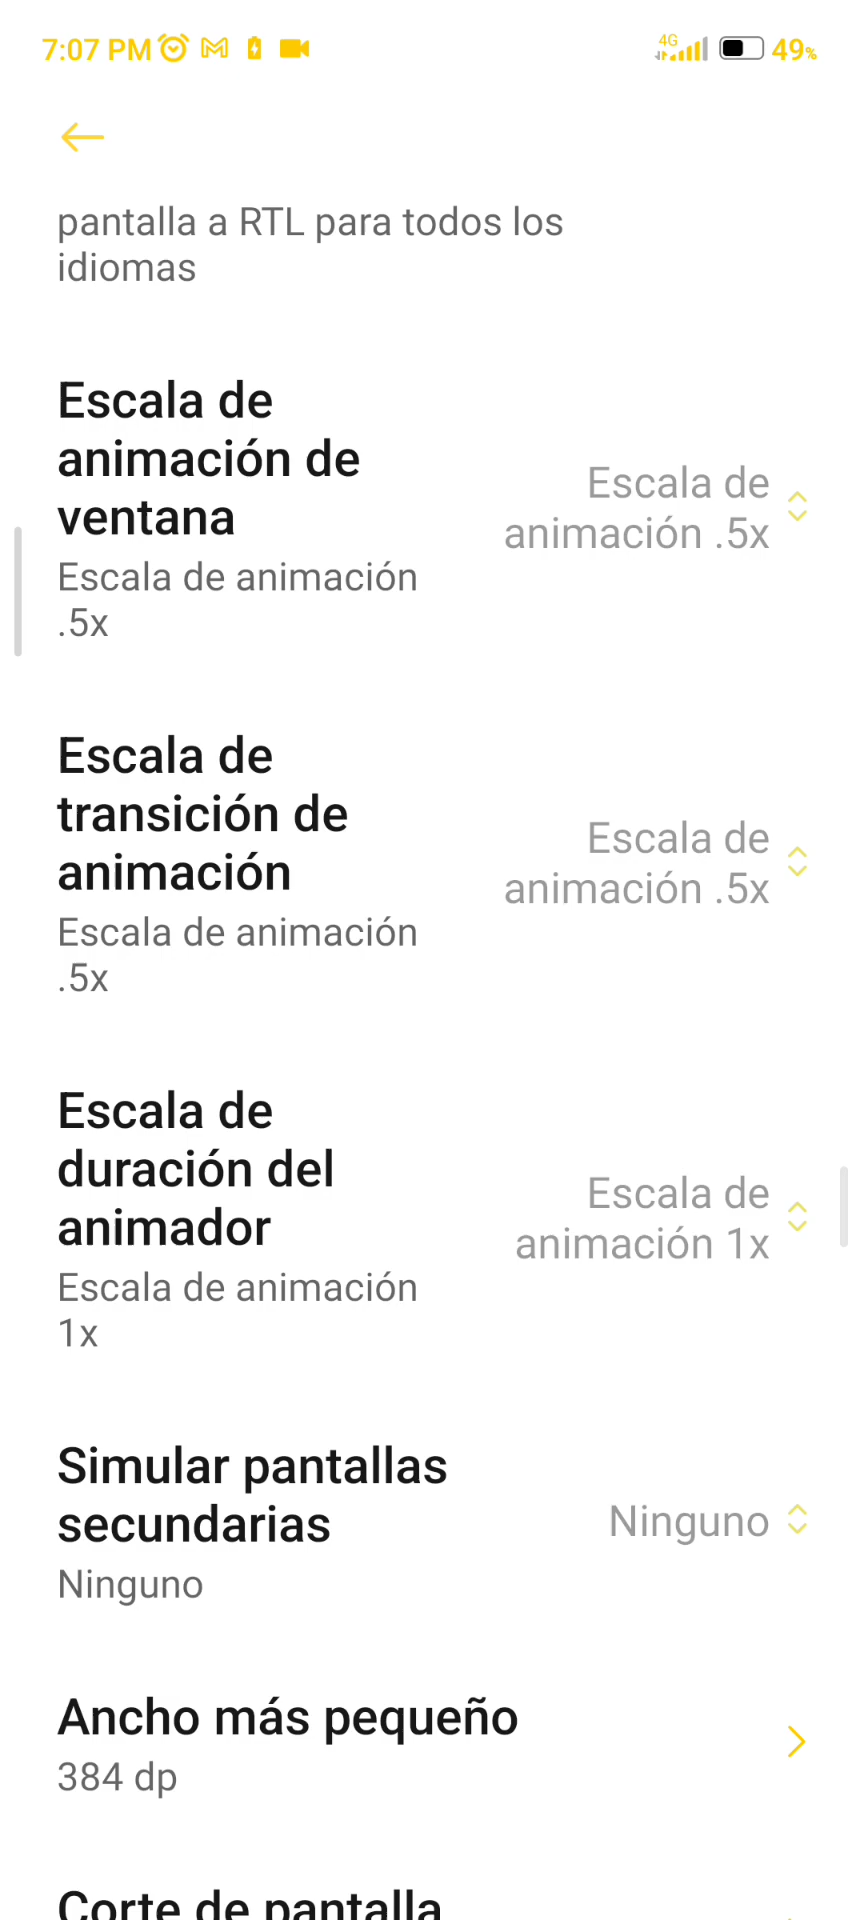 7:07 PM 4G 49%
pantalla a RTL para todos los
idiomas
Escala de
animación de
ventana
Escala de
animación .5x
Escala de animación
.5x
Escala de
transición de
animación
Escala de
animación .5x
Escala de animación
.5x
Escala de
duración del
animador
Escala de
animación 1x
Escala de animación
1x
Simular pantallas
secundarias
Ninguno
Ninguno
Ancho más pequeño
384 dp
Corte de pantalla